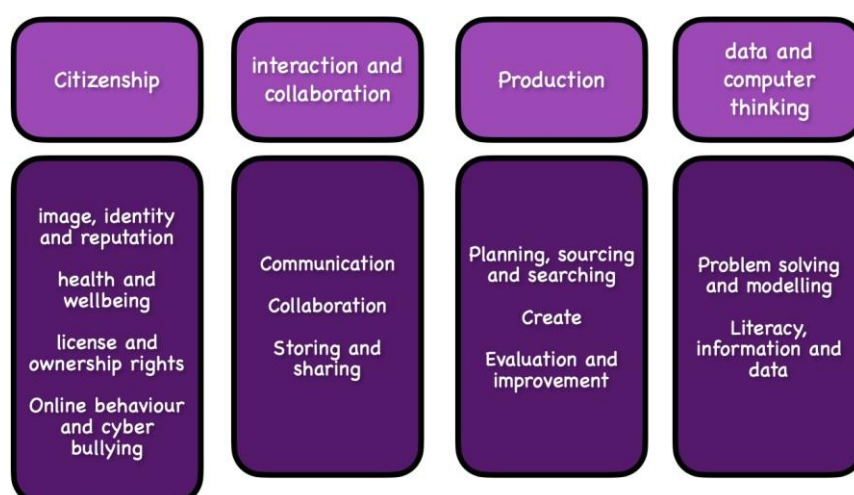 Citizenship
image, identity
and reputation
health and
wellbeing
license and
ownership rights
Online behaviour
and cyber
bullying
interaction and
collaboration
Communication
Collaboration
Storing and
sharing
Production
Planning, sourcing
and searching
Create
Evaluation and
improvement
data and
computer
thinking
Problem solving
and modelling
Literacy,
information and
data